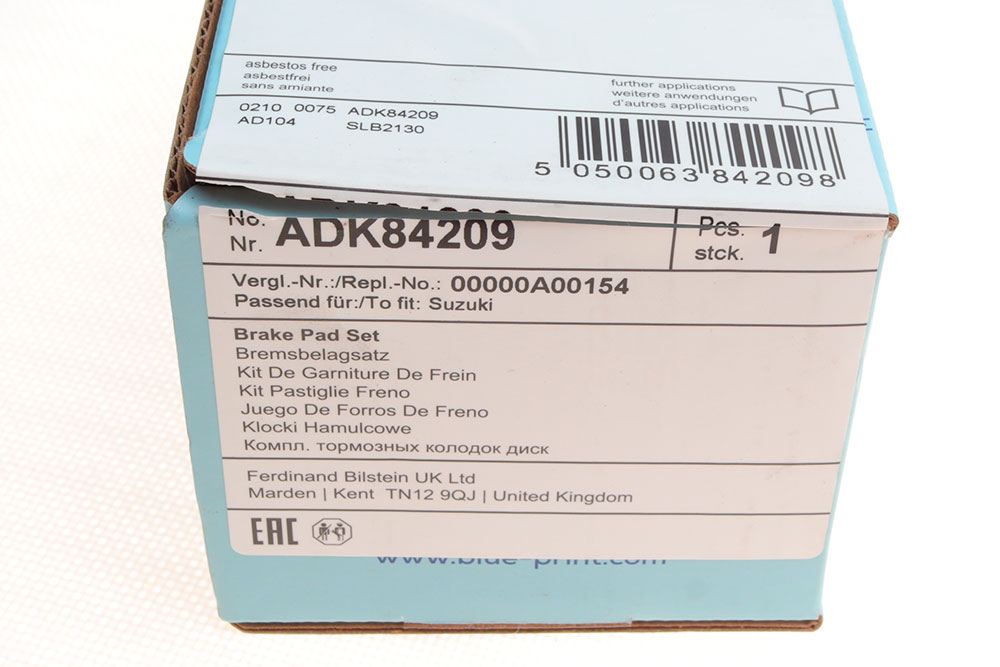 asbestos free
asbestfrei
sans amiante
further applications
weitere anwendungen
d'autres applications
0210 0075 ADK84209
AD104 SLB2130
5 050063 842098
No.
Nr. ADK84209
Pcs.
stck. 1
Vergl.-Nr.:/Repl.-No.: 00000A00154
Passend für:/To fit: Suzuki
Brake Pad Set
Bremsbelagsatz
Kit De Garniture De Frein
Kit Pastiglie Freno
Juego De Forros De Freno
Klocki Hamulcowe
Компл. тормозных колодок диск
Ferdinand Bilstein UK Ltd
Marden | Kent TN12 9QJ | United Kingdom
EAC
www.blue-print.com